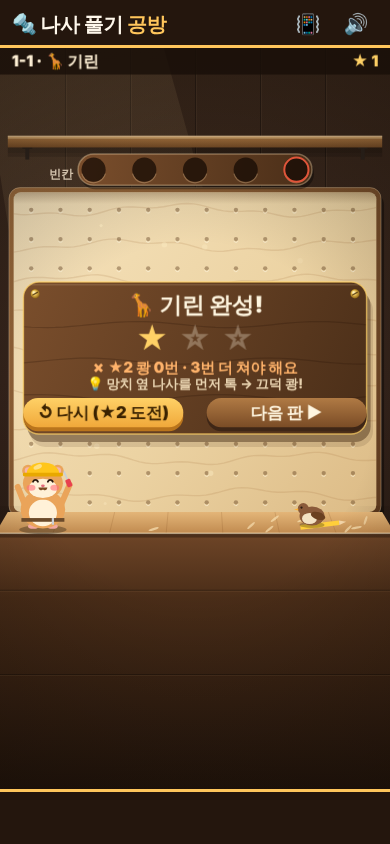 나사 풀기 공방
1-1 · 기린
★ 1
빈칸
기린 완성!
× ★2 쾅 0번 · 3번 더 쳐야 해요
망치 옆 나사를 먼저 톡 → 끄덕 쾅!
다시 (★2 도전)
다음 판 ▶